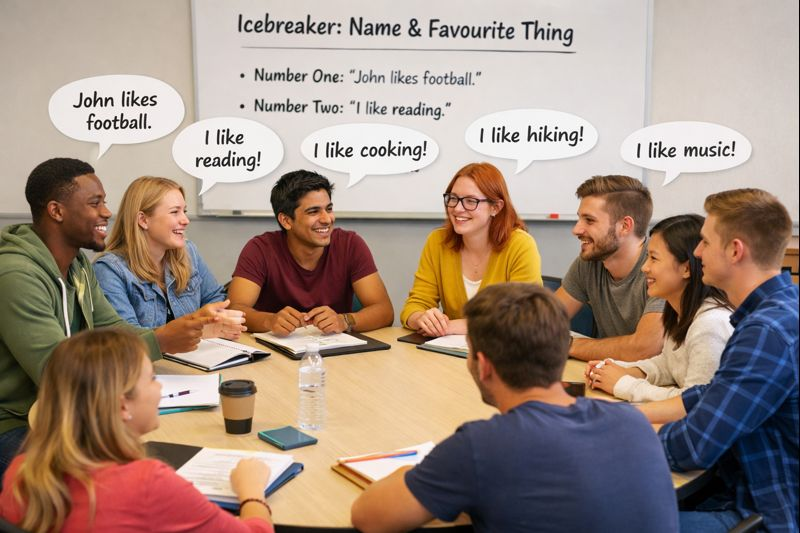 Icebreaker: Name & Favourite Thing
• Number One: "John likes football."
• Number Two: "I like reading."
John likes
football.
I like
reading!
I like cooking!
I like hiking!
I like music!